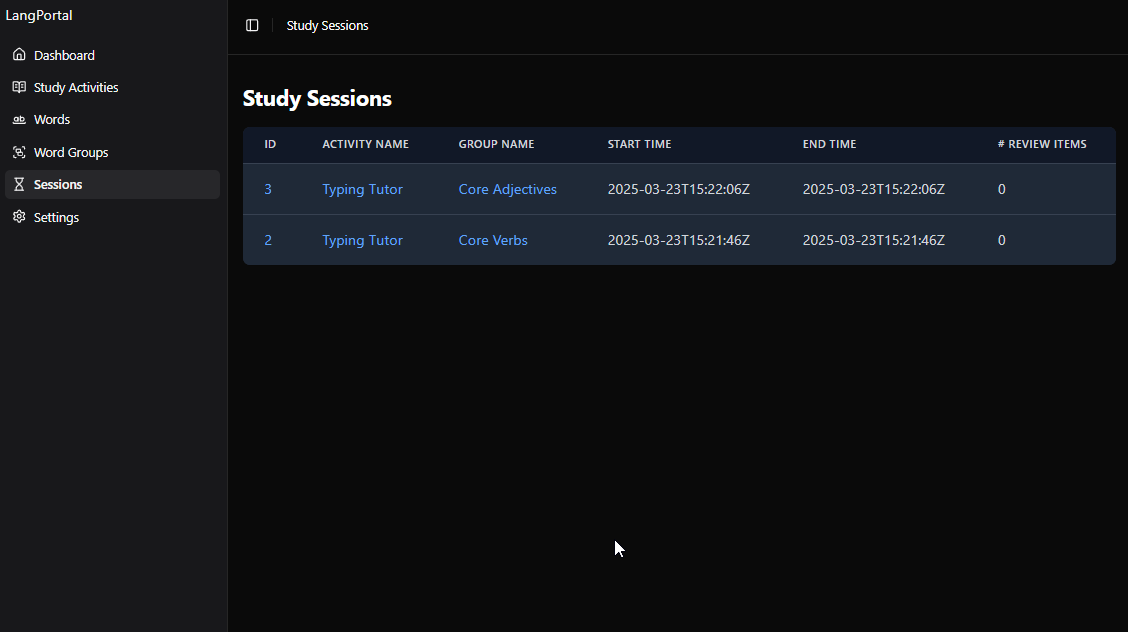 LangPortal
Study Sessions
Dashboard
Study Activities
Words
Word Groups
Sessions
Settings
Study Sessions
ID ACTIVITY NAME GROUP NAME START TIME END TIME # REVIEW ITEMS
3 Typing Tutor Core Adjectives 2025-03-23T15:22:06Z 2025-03-23T15:22:06Z 0
2 Typing Tutor Core Verbs 2025-03-23T15:21:46Z 2025-03-23T15:21:46Z 0